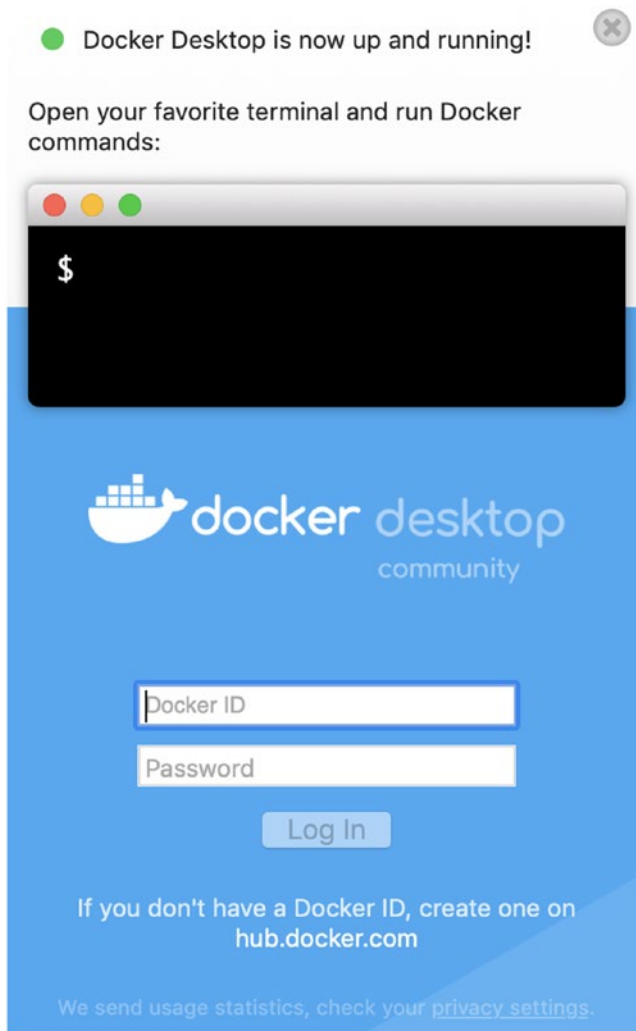 Docker Desktop is now up and running!
Open your favorite terminal and run Docker
commands:
$
docker desktop
community
Docker ID
Password
Log In
If you don't have a Docker ID, create one on
hub.docker.com
We send usage statistics, check your privacy settings.